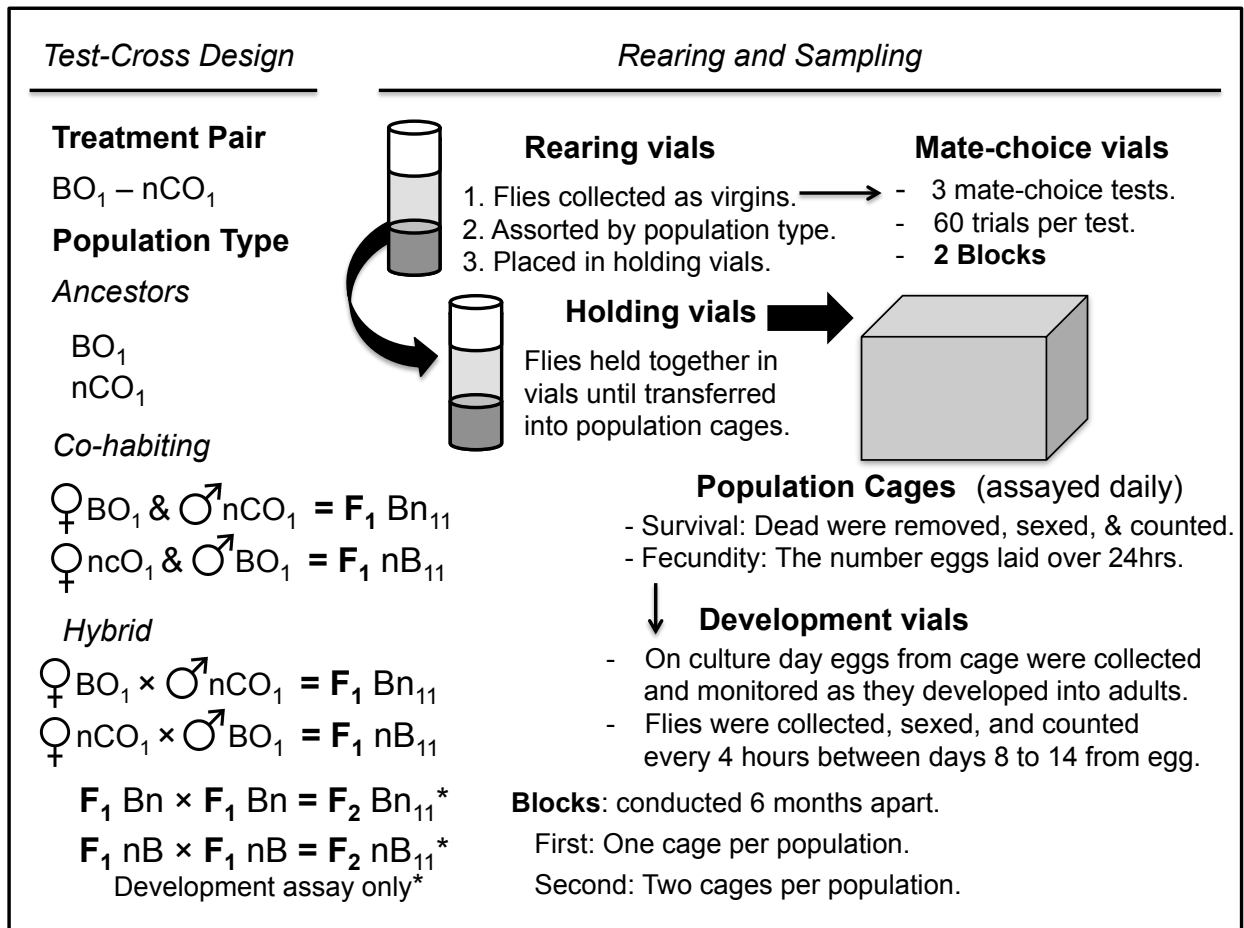 Test-Cross Design
Treatment Pair
BO₁ – nCO₁
Population Type
Ancestors
BO₁
nCO₁
Co-habiting
♀BO₁ & ♂nCO₁ = F₁ Bn₁₁
♀ncO₁ & ♂BO₁ = F₁ nB₁₁
Hybrid
♀BO₁ × ♂nCO₁ = F₁ Bn₁₁
♀nCO₁ × ♂BO₁ = F₁ nB₁₁
F₁ Bn × F₁ Bn = F₂ Bn₁₁*
F₁ nB × F₁ nB = F₂ nB₁₁*
Development assay only*
Rearing and Sampling
Rearing vials
1. Flies collected as virgins.
2. Assorted by population type.
3. Placed in holding vials.
Mate-choice vials
- 3 mate-choice tests.
- 60 trials per test.
- 2 Blocks
Holding vials
Flies held together in
vials until transferred
into population cages.
Population Cages (assayed daily)
- Survival: Dead were removed, sexed, & counted.
- Fecundity: The number eggs laid over 24hrs.
Development vials
- On culture day eggs from cage were collected
and monitored as they developed into adults.
- Flies were collected, sexed, and counted
every 4 hours between days 8 to 14 from egg.
Blocks: conducted 6 months apart.
First: One cage per population.
Second: Two cages per population.